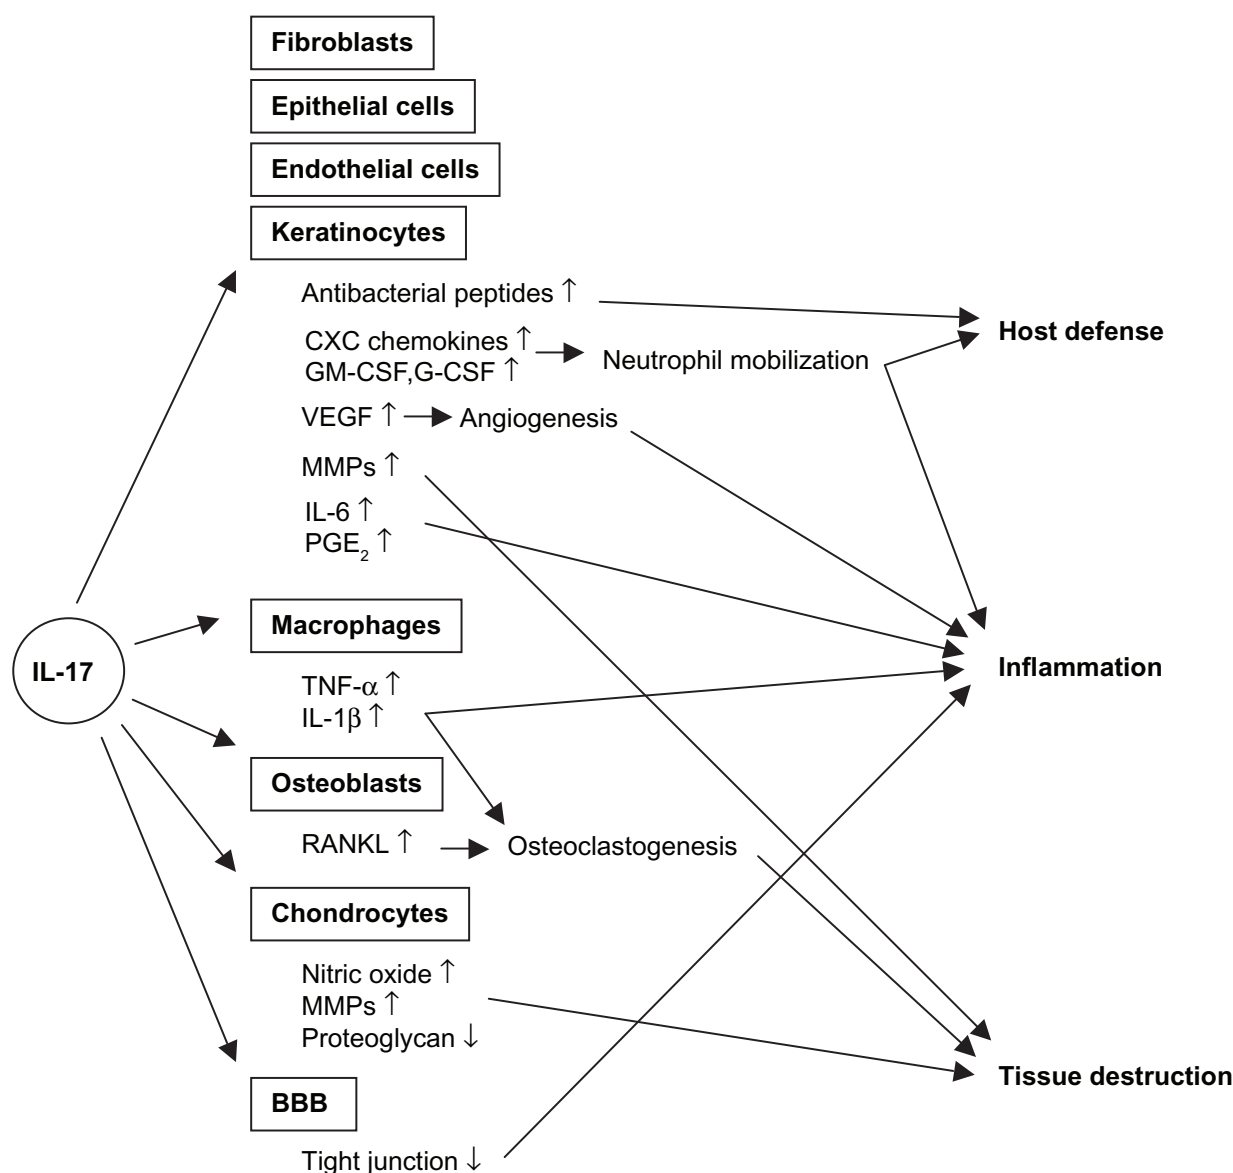 Fibroblasts
Epithelial cells
Endothelial cells
Keratinocytes
Antibacterial peptides ↑
CXC chemokines ↑
GM-CSF,G-CSF ↑
Neutrophil mobilization
Host defense
VEGF ↑
Angiogenesis
MMPs ↑
IL-6 ↑
PGE₂ ↑
IL-17
Macrophages
TNF-α ↑
IL-1β ↑
Inflammation
Osteoblasts
RANKL ↑
Osteoclastogenesis
Chondrocytes
Nitric oxide ↑
MMPs ↑
Proteoglycan ↓
Tissue destruction
BBB
Tight junction ↓